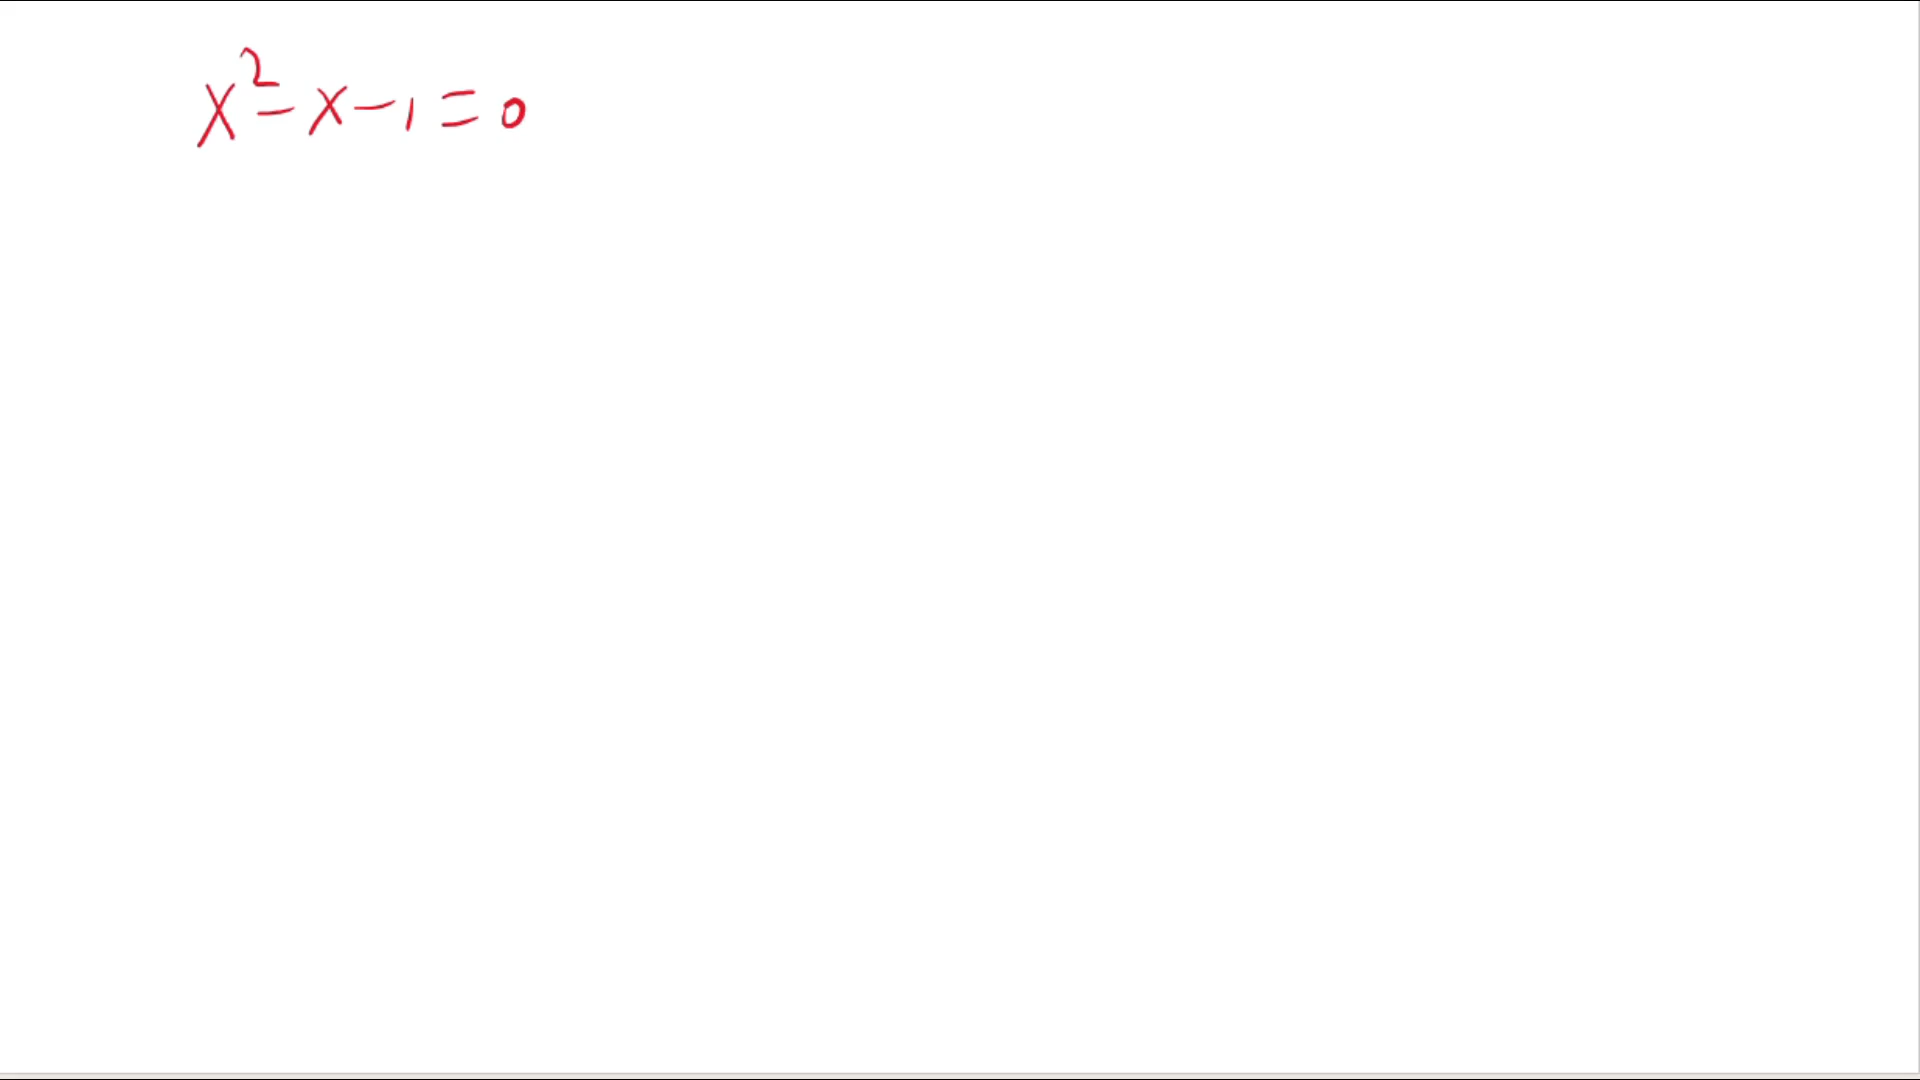 x² - x - 1 = 0